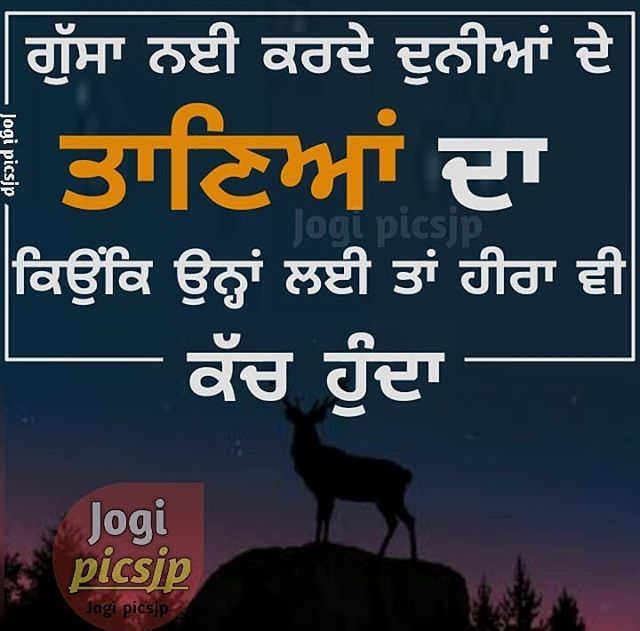 ਗੁੱਸਾ ਨਈ ਕਰਦੇ ਦੁਨੀਆਂ ਦੇ
ਤਾਣਿਆਂ ਦਾ
Jogi picsjp
Jogi picsjp
ਕਿਉਂਕਿ ਉਨ੍ਹਾਂ ਲਈ ਤਾਂ ਹੀਰਾ ਵੀ
ਕੱਚ ਹੁੰਦਾ
Jogi
picsjp
Jogi picsjp